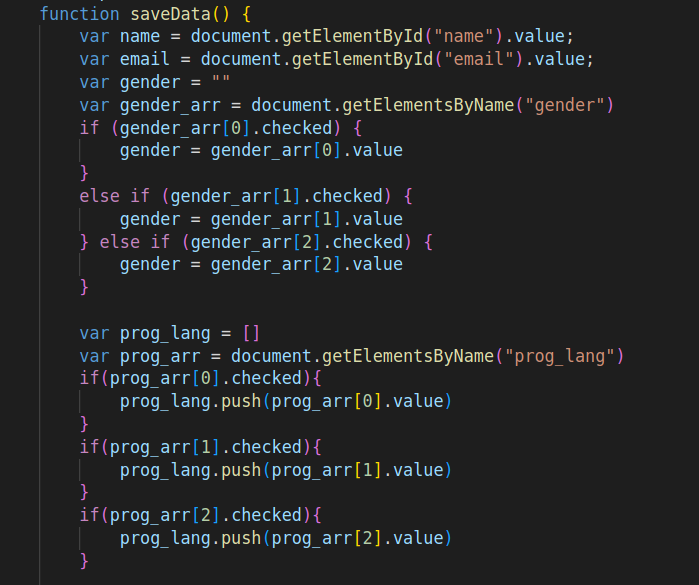 function saveData() {
    var name = document.getElementById("name").value;
    var email = document.getElementById("email").value;
    var gender = ""
    var gender_arr = document.getElementsByName("gender")
    if (gender_arr[0].checked) {
        gender = gender_arr[0].value
    }
    else if (gender_arr[1].checked) {
        gender = gender_arr[1].value
    } else if (gender_arr[2].checked) {
        gender = gender_arr[2].value
    }

    var prog_lang = []
    var prog_arr = document.getElementsByName("prog_lang")
    if(prog_arr[0].checked){
        prog_lang.push(prog_arr[0].value)
    }
    if(prog_arr[1].checked){
        prog_lang.push(prog_arr[1].value)
    }
    if(prog_arr[2].checked){
        prog_lang.push(prog_arr[2].value)
    }